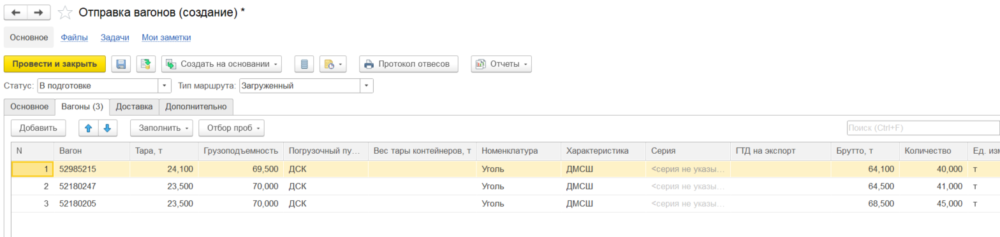 Отправка вагонов (создание) *
Основное Файлы Задачи Мои заметки
Провести и закрыть Создать на основании Протокол отвесов Отчеты
Статус: В подготовке Тип маршрута: Загруженный
Основное Вагоны (3) Доставка Дополнительно
Добавить Заполнить Отбор проб Поиск (Ctrl+F)
N Вагон Тара, т Грузоподъемность Погрузочный пу... Вес тары контейнеров, т Номенклатура Характеристика Серия ГТД на экспорт Брутто, т Количество Ед. изм
1 52985215 24,100 69,500 ДСК Уголь ДМСШ <серия не указы... 64,100 40,000 т
2 52180247 23,500 70,000 ДСК Уголь ДМСШ <серия не указы... 64,500 41,000 т
3 52180205 23,500 70,000 ДСК Уголь ДМСШ <серия не указы... 68,500 45,000 т